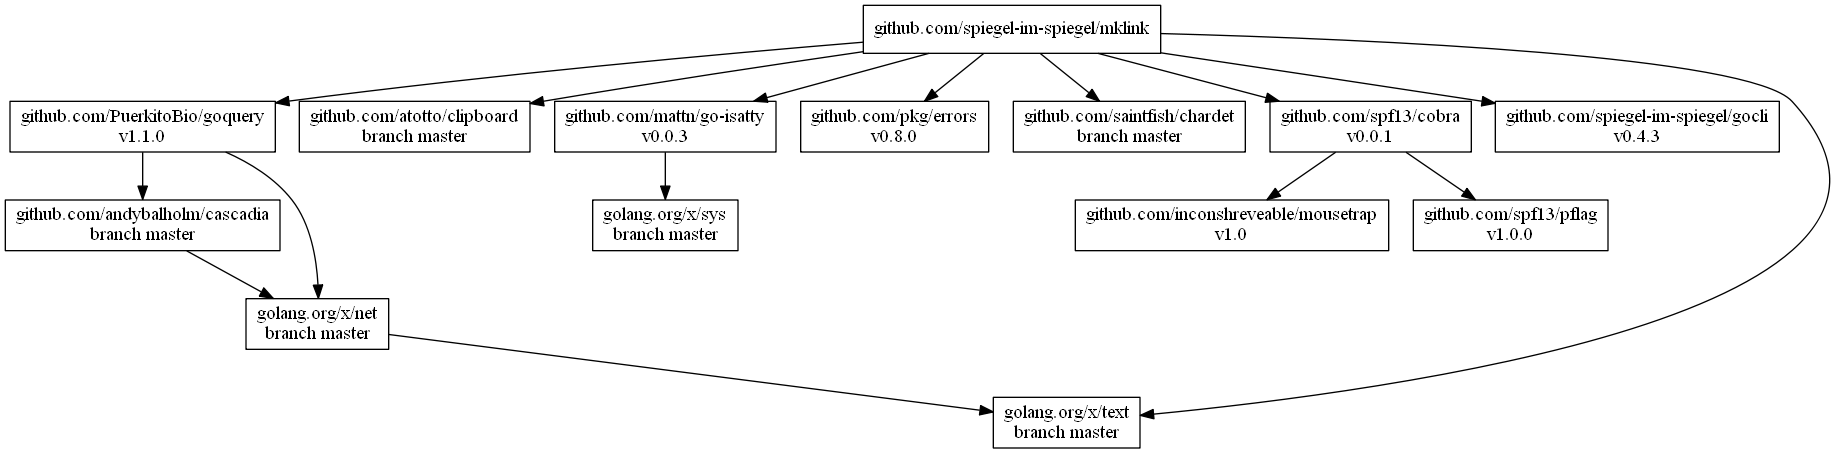 github.com/spiegel-im-spiegel/mklink
github.com/PuerkitoBio/goquery
v1.1.0
github.com/atotto/clipboard
branch master
github.com/mattn/go-isatty
v0.0.3
github.com/pkg/errors
v0.8.0
github.com/saintfish/chardet
branch master
github.com/spf13/cobra
v0.0.1
github.com/spiegel-im-spiegel/gocli
v0.4.3
github.com/andybalholm/cascadia
branch master
golang.org/x/sys
branch master
github.com/inconshreveable/mousetrap
v1.0
github.com/spf13/pflag
v1.0.0
golang.org/x/net
branch master
golang.org/x/text
branch master